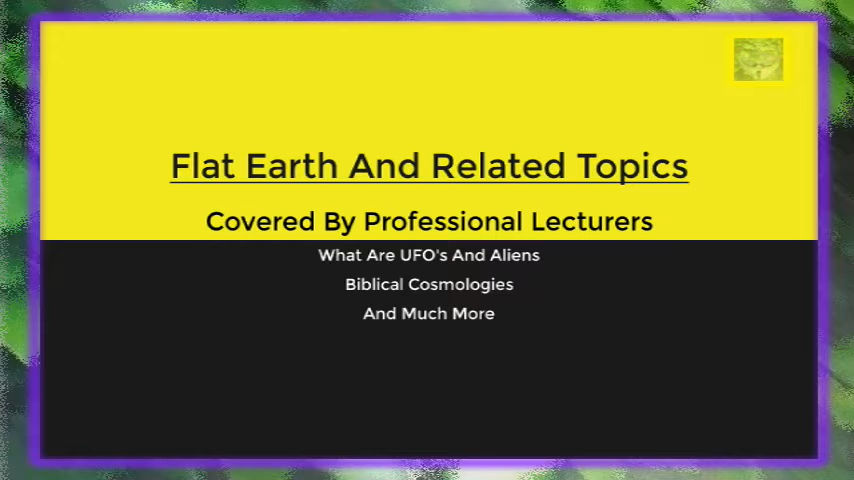 Flat Earth And Related Topics
Covered By Professional Lecturers
What Are UFO's And Aliens
Biblical Cosmologies
And Much More